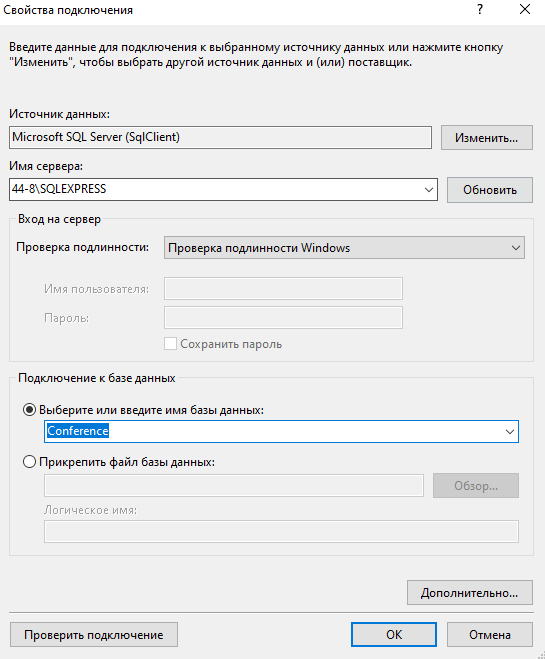 Свойства подключения
?
Введите данные для подключения к выбранному источнику данных или нажмите кнопку
"Изменить", чтобы выбрать другой источник данных и (или) поставщик.
Источник данных:
Microsoft SQL Server (SqlClient)
Изменить...
Имя сервера:
44-8\SQLEXPRESS
Обновить
Вход на сервер
Проверка подлинности:
Проверка подлинности Windows
Имя пользователя:
Пароль:
Сохранить пароль
Подключение к базе данных
Выберите или введите имя базы данных:
Conference
Прикрепить файл базы данных:
Обзор...
Логическое имя:
Дополнительно...
Проверить подключение
ОК
Отмена